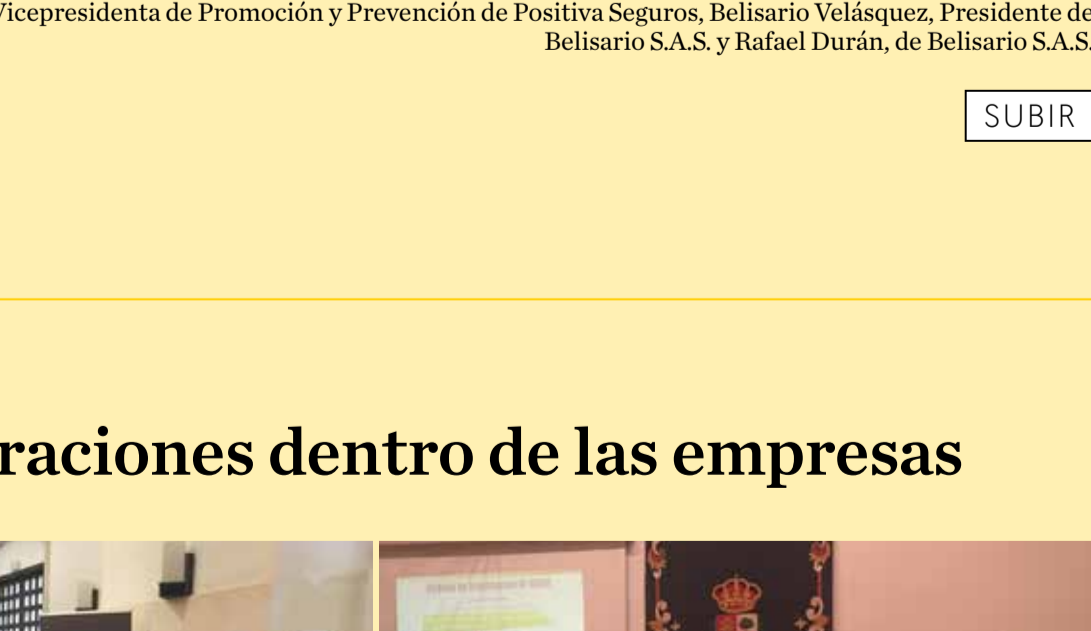 Vicepresidenta de Promoción y Prevención de Positiva Seguros, Belisario Velásquez, Presidente de
Belisario S.A.S. y Rafael Durán, de Belisario S.A.S.
SUBIR
raciones dentro de las empresas